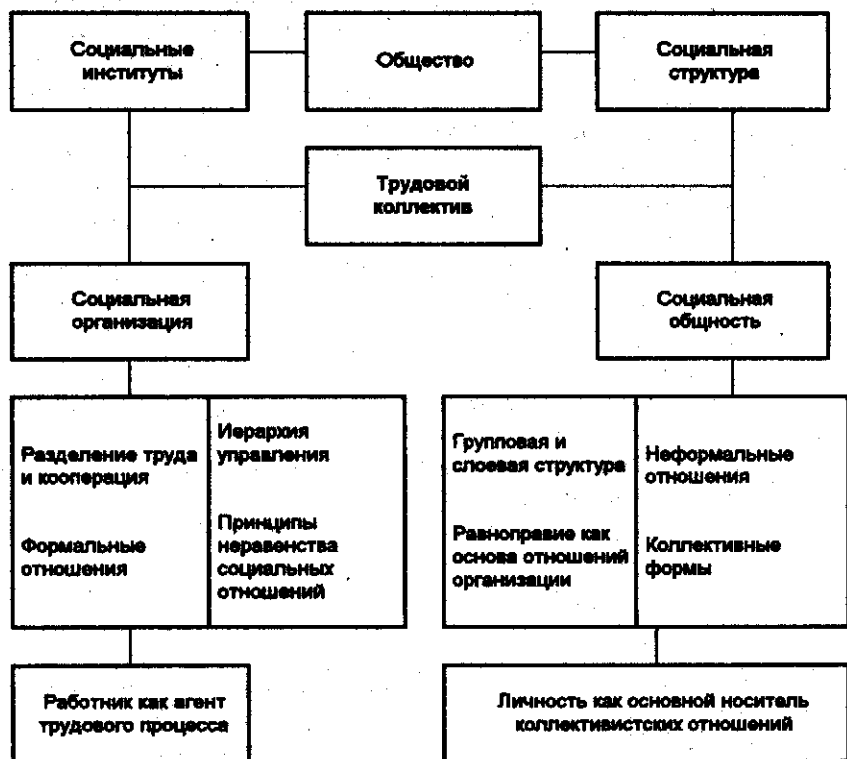 Социальные
институты
Общество
Социальная
структура
Трудовой
коллектив
Социальная
организация
Социальная
общность
Разделение труда
и кооперация
Формальные
отношения
Иерархия
управления
Принципы
неравенства
социальных
отношений
Групповая и
слоевая структура
Равноправие как
основа отношений
организации
Неформальные
отношения
Коллективные
формы
Работник как агент
трудового процесса
Личность как основной носитель
коллективистских отношений